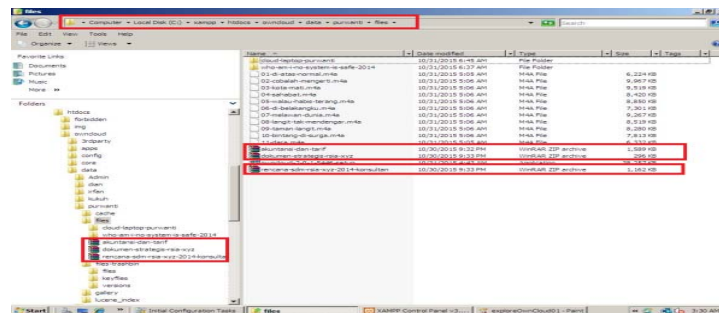 files
Computer ▸ Local Disk (C:) ▸ xampp ▸ htdocs ▸ owncloud ▸ data ▸ purwanti ▸ files
Search
File Edit View Tools Help
Organize Views
Favorite Links
Documents
Pictures
Music
More »
Folders
htdocs
forbidden
img
owncloud
3rdparty
apps
config
core
data
Admin
dian
irfan
kukuh
purwanti
cache
files
cloud-laptop-purwanti
who-am-i-no-system-is-safe-2014
akuntansi-dan-tarif
dokumen-strategis-rsia-xyz
rencana-sdm-rsia-xyz-2014-konsultan
files-trashbin
files
keyfiles
versions
gallery
lucene_index
Name Date modified Type Size Tags
cloud-laptop-purwanti 10/31/2015 6:45 AM File Folder
who-am-i-no-system-is-safe-2014 10/31/2015 6:37 AM File Folder
01-di-atas-normal.m4a 10/31/2015 5:05 AM M4A File 6,224 KB
02-cobalah-mengerti.m4a 10/31/2015 5:06 AM M4A File 9,967 KB
03-kota-mati.m4a 10/31/2015 5:06 AM M4A File 9,519 KB
04-sahabat.m4a 10/31/2015 5:06 AM M4A File 8,420 KB
05-walau-habis-terang.m4a 10/31/2015 5:06 AM M4A File 8,850 KB
06-di-belakangku.m4a 10/31/2015 5:06 AM M4A File 7,301 KB
07-melawan-dunia.m4a 10/31/2015 5:06 AM M4A File 9,267 KB
08-langit-tak-mendengar.m4a 10/31/2015 5:06 AM M4A File 8,519 KB
09-taman-langit.m4a 10/31/2015 5:06 AM M4A File 8,280 KB
10-bintang-di-surga.m4a 10/31/2015 5:06 AM M4A File 7,813 KB
akuntansi-dan-tarif 10/30/2015 9:32 PM WinRAR ZIP archive 1,589 KB
dokumen-strategis-rsia-xyz 10/30/2015 9:33 PM WinRAR ZIP archive 296 KB
rencana-sdm-rsia-xyz-2014-konsultan 10/30/2015 9:33 PM WinRAR ZIP archive 1,162 KB
Start Initial Configuration Tasks files XAMPP Control Panel v3.... exploreOwnCloud01 - Paint 3:30 AM